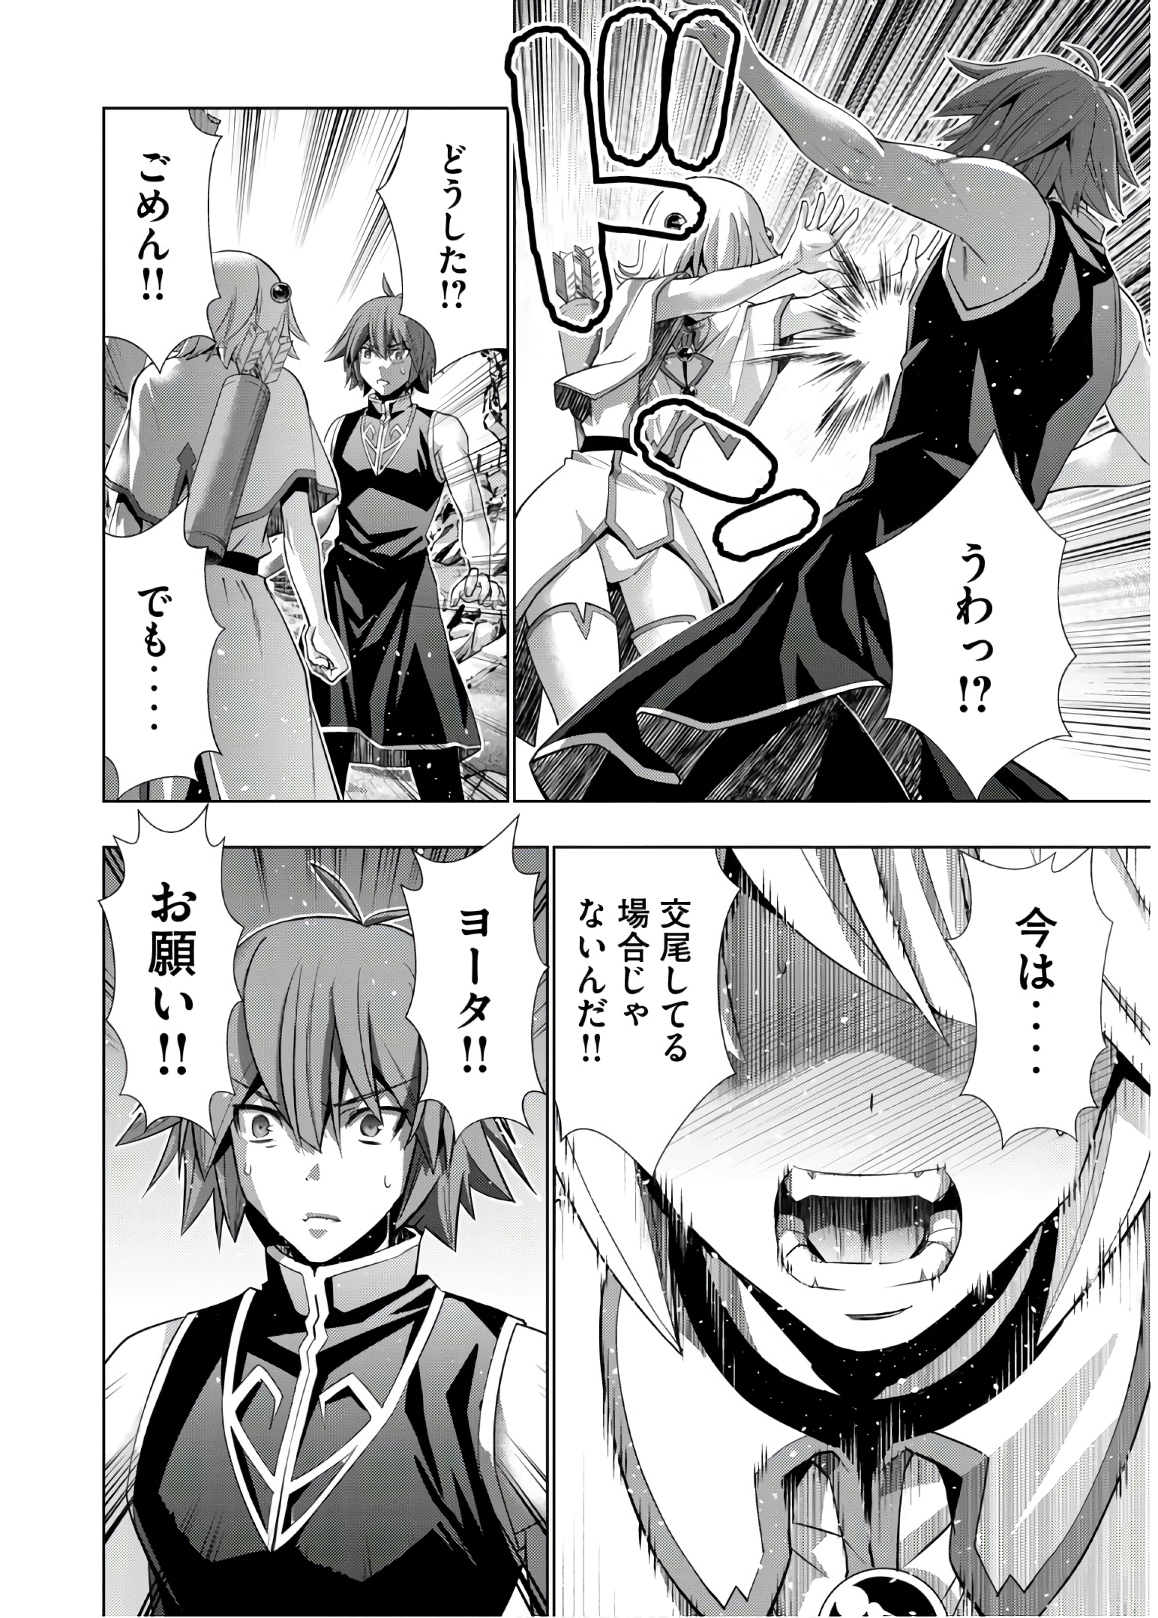 ドンッ
うわっ!?
どうした!?
ごめん!!
でも‥‥
今は‥‥
交尾してる
場合じゃ
ないんだ!!
ヨータ!!
お願い!!